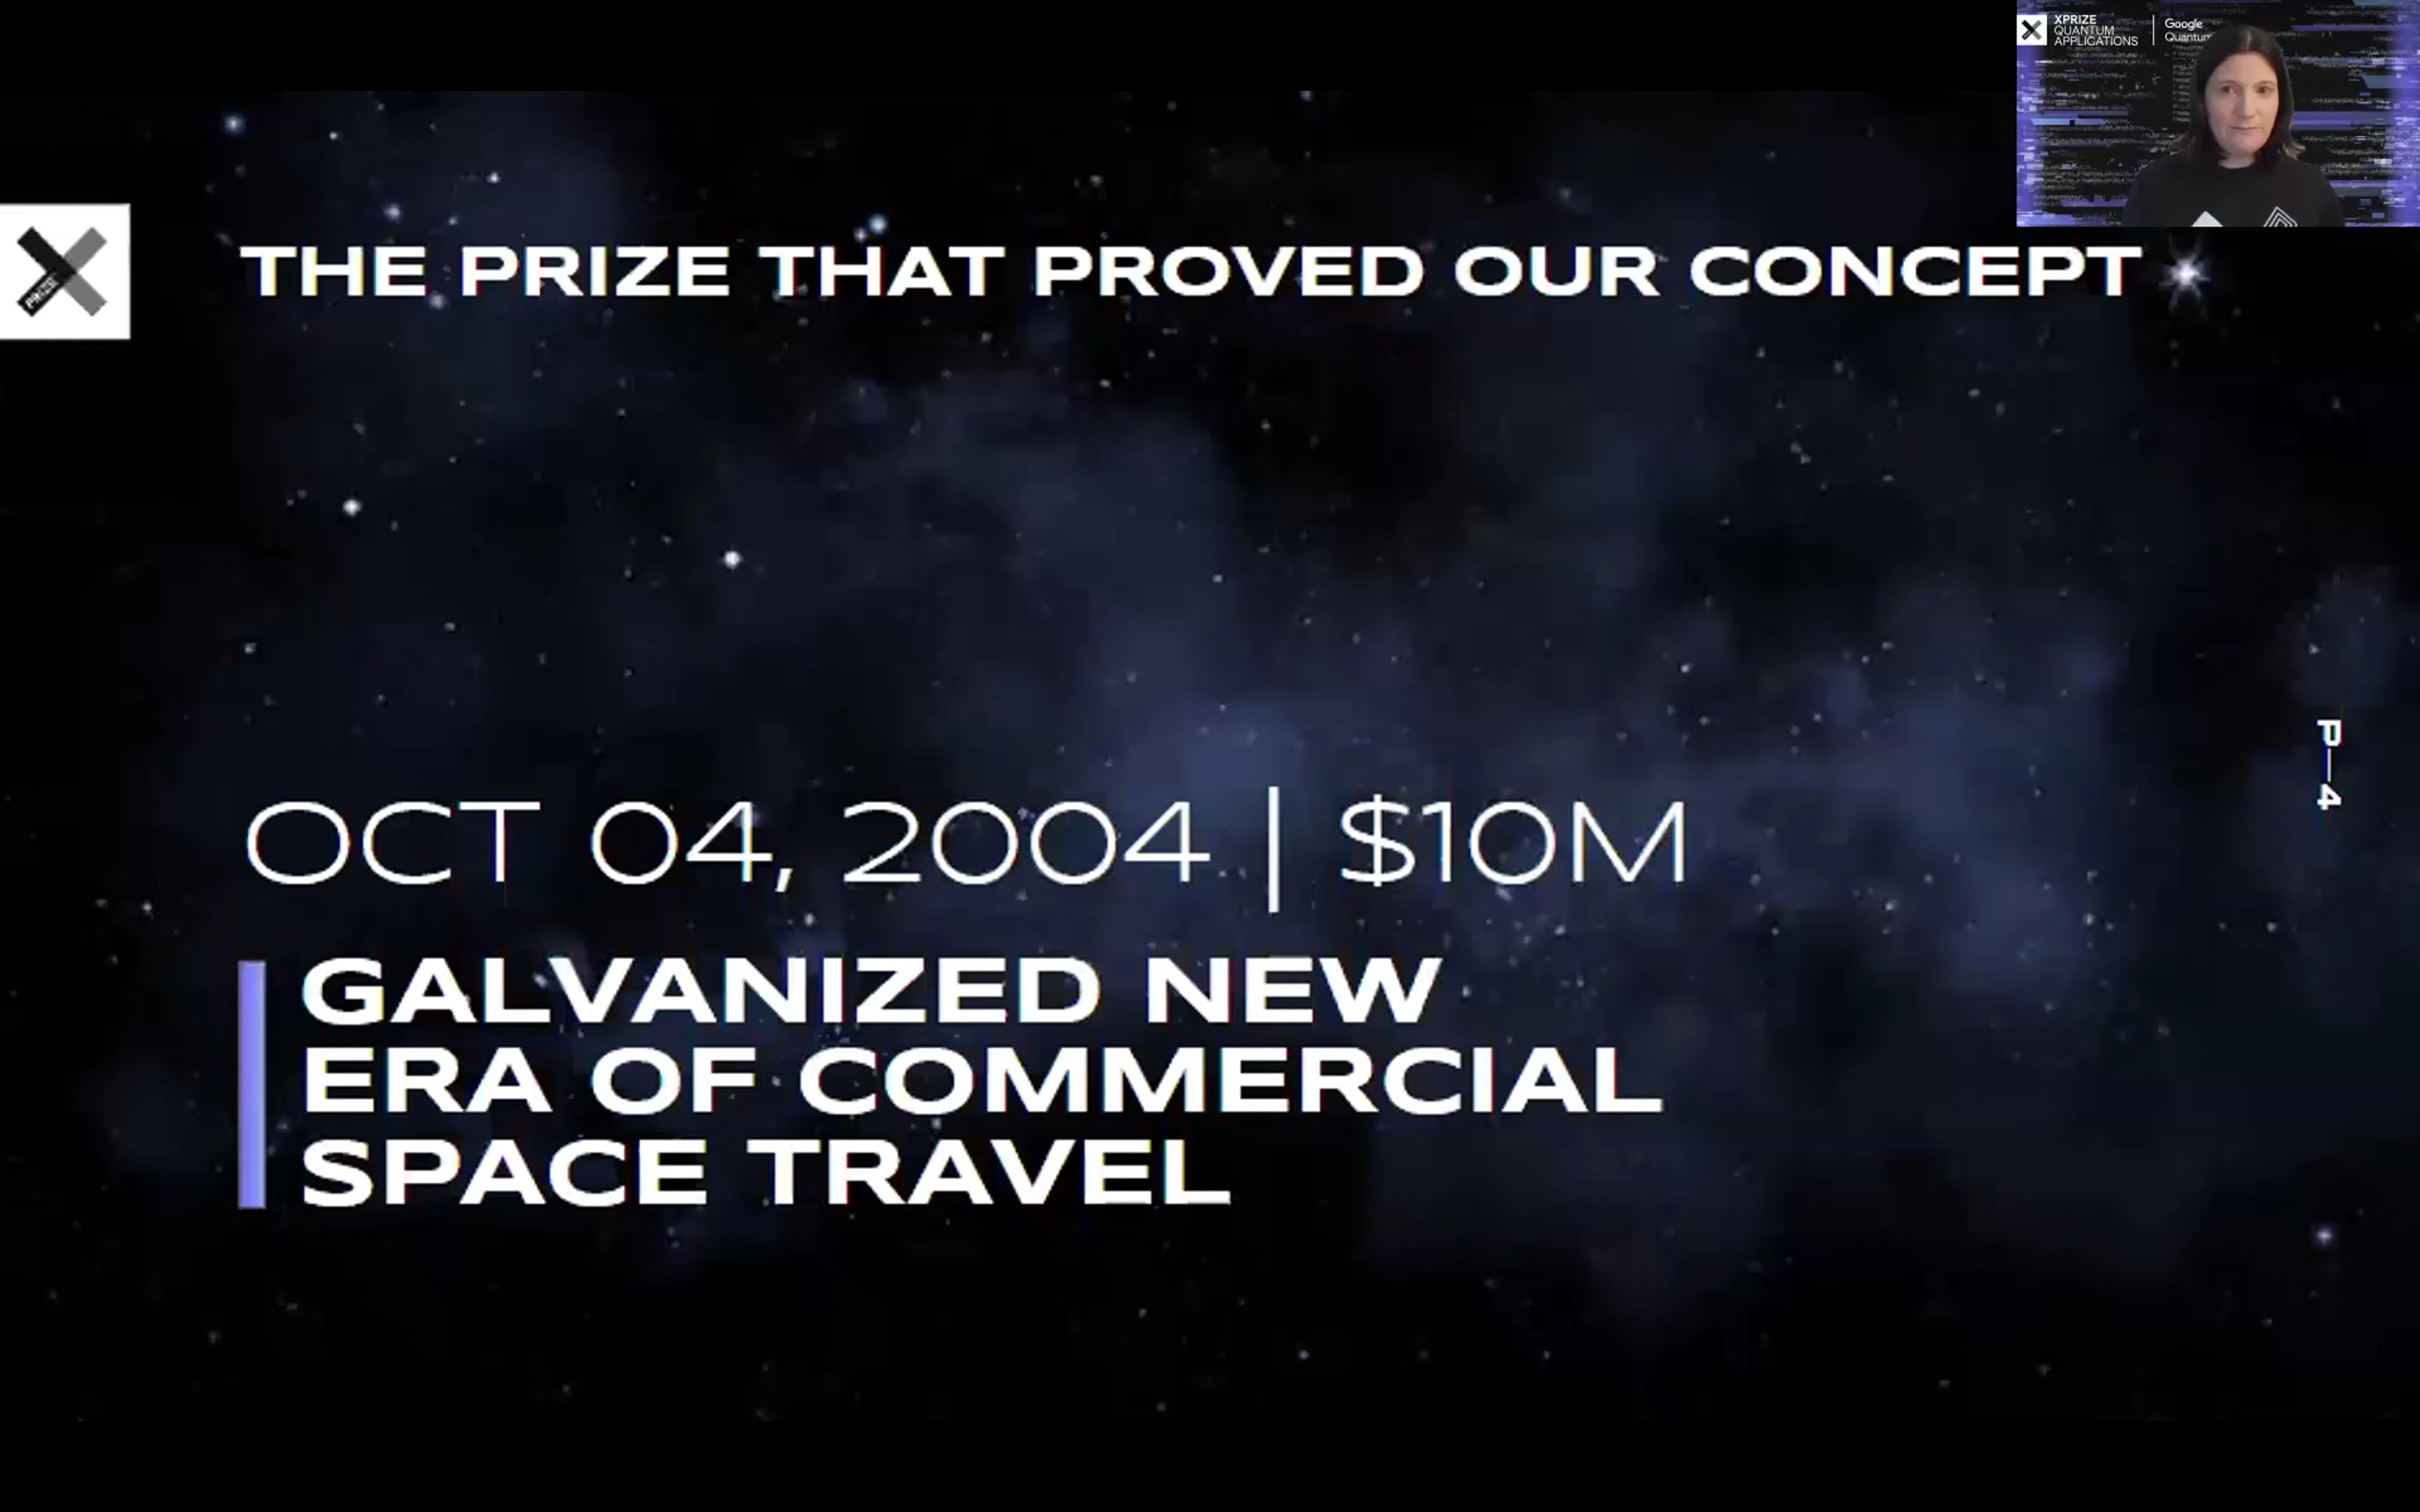 XPRIZE
QUANTUM
APPLICATIONS
Google
Quantum
PRIZE
THE PRIZE THAT PROVED OUR CONCEPT
P—4
OCT 04, 2004 | $10M
GALVANIZED NEW
ERA OF COMMERCIAL
SPACE TRAVEL